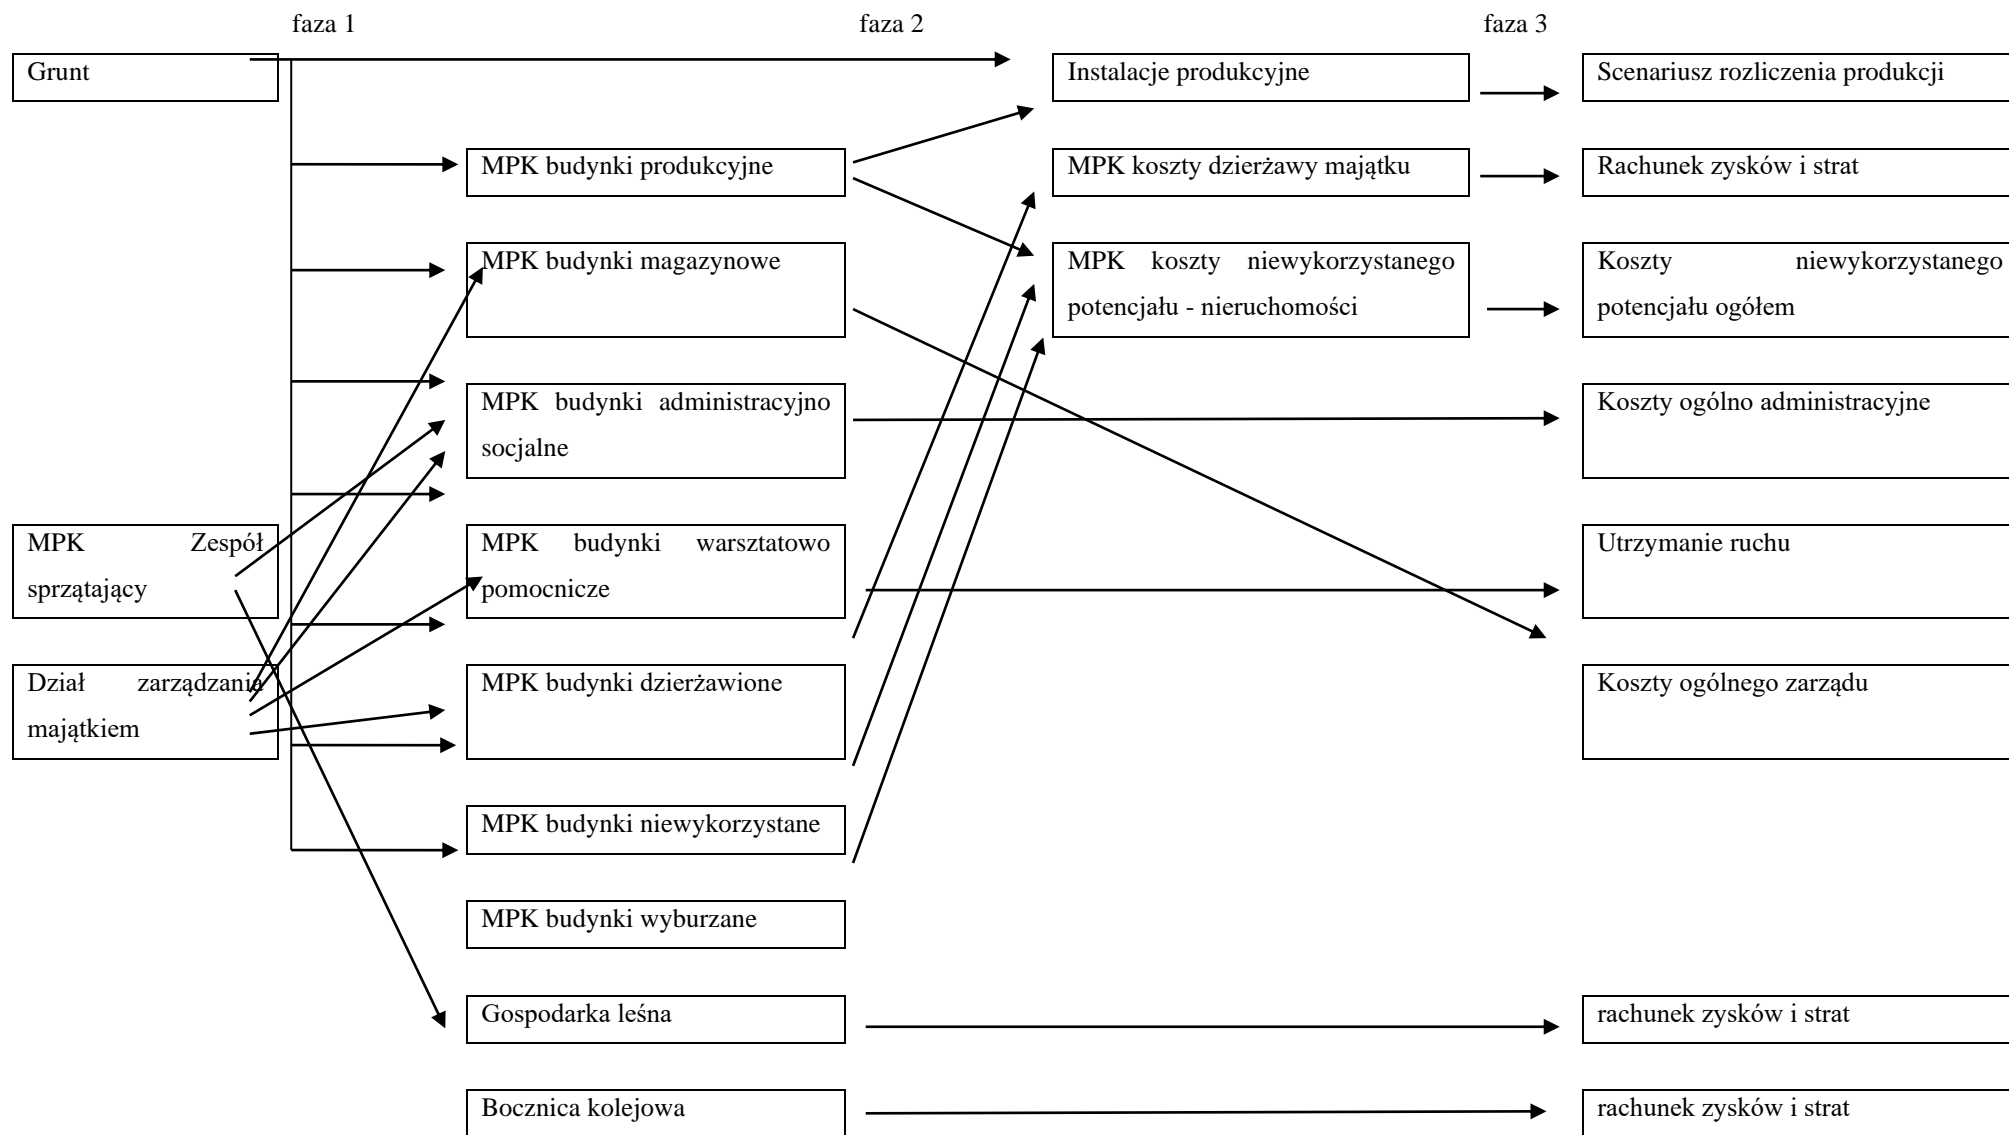 faza 1
faza 2
faza 3
Grunt
Instalacje produkcyjne
Scenariusz rozliczenia produkcji
MPK budynki produkcyjne
MPK koszty dzierżawy majątku
Rachunek zysków i strat
MPK budynki magazynowe
MPK koszty niewykorzystanego
potencjału - nieruchomości
Koszty niewykorzystanego
potencjału ogółem
MPK budynki administracyjno
socjalne
Koszty ogólno administracyjne
MPK Zespół
sprzątający
MPK budynki warsztatowo
pomocnicze
Utrzymanie ruchu
Dział zarządzania
majątkiem
MPK budynki dzierżawione
Koszty ogólnego zarządu
MPK budynki niewykorzystane
MPK budynki wyburzane
Gospodarka leśna
rachunek zysków i strat
Bocznica kolejowa
rachunek zysków i strat